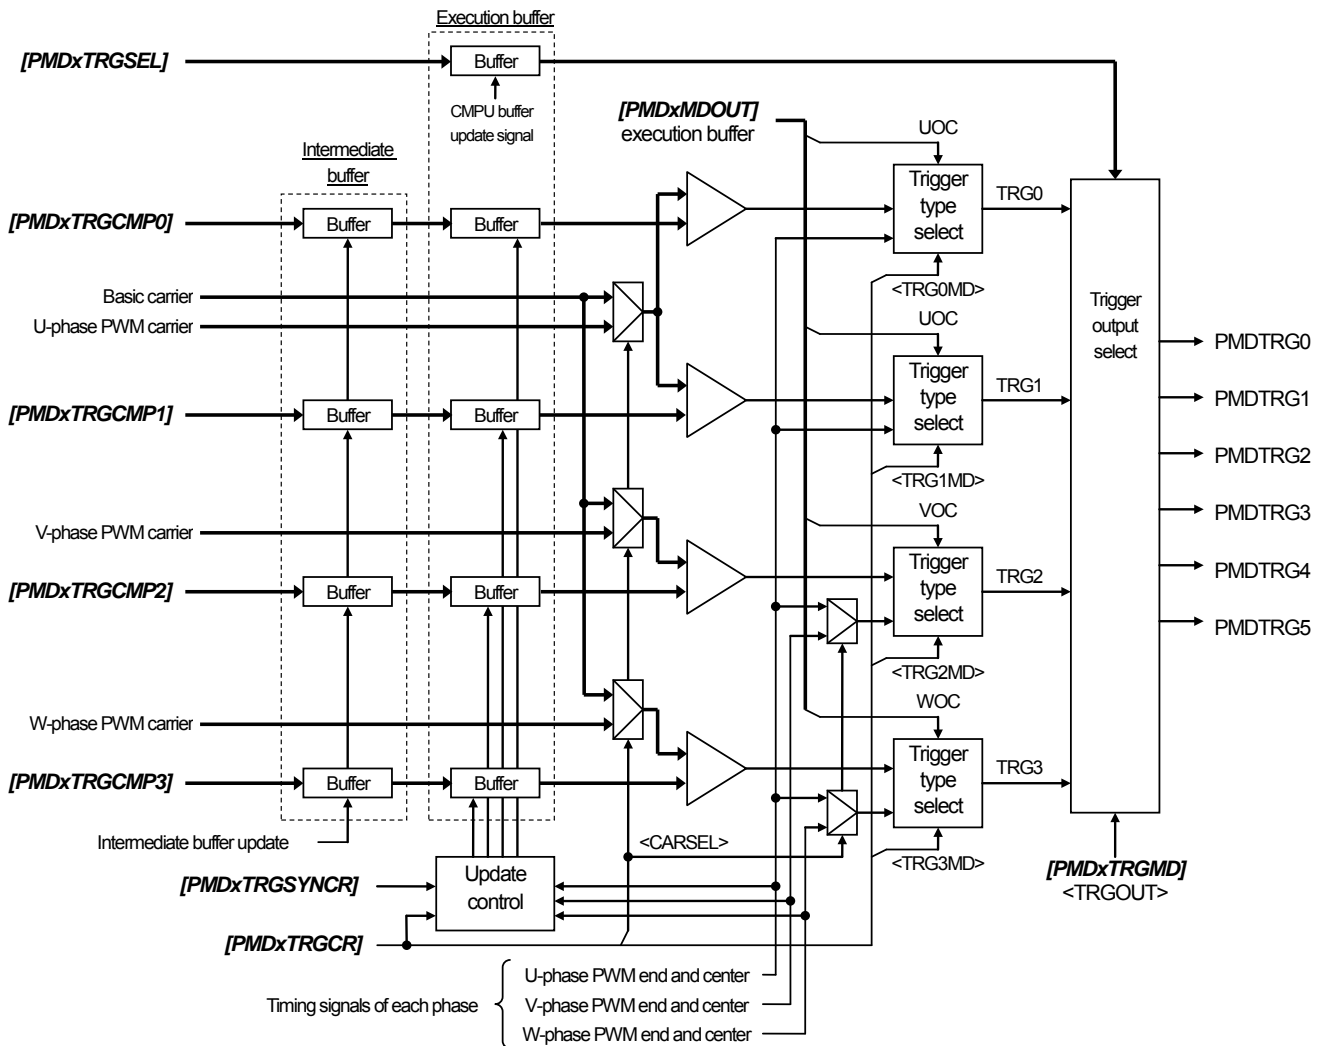 Execution buffer
[PMDxTRGSEL]
Buffer
CMPU buffer
update signal
[PMDxMDOUT]
execution buffer
Intermediate
buffer
UOC
Trigger
type
select
TRG0
[PMDxTRGCMP0]
Buffer
Buffer
<TRG0MD>
Basic carrier
U-phase PWM carrier
UOC
Trigger
output
select
PMDTRG0
Trigger
type
select
TRG1
PMDTRG1
[PMDxTRGCMP1]
Buffer
Buffer
PMDTRG2
<TRG1MD>
PMDTRG3
V-phase PWM carrier
VOC
Trigger
type
select
TRG2
PMDTRG4
[PMDxTRGCMP2]
Buffer
Buffer
PMDTRG5
<TRG2MD>
W-phase PWM carrier
WOC
Trigger
type
select
TRG3
[PMDxTRGCMP3]
Buffer
Buffer
Intermediate buffer update
<CARSEL>
<TRG3MD>
[PMDxTRGMD]
<TRGOUT>
[PMDxTRGSYNCR]
Update
control
[PMDxTRGCR]
Timing signals of each phase
U-phase PWM end and center
V-phase PWM end and center
W-phase PWM end and center